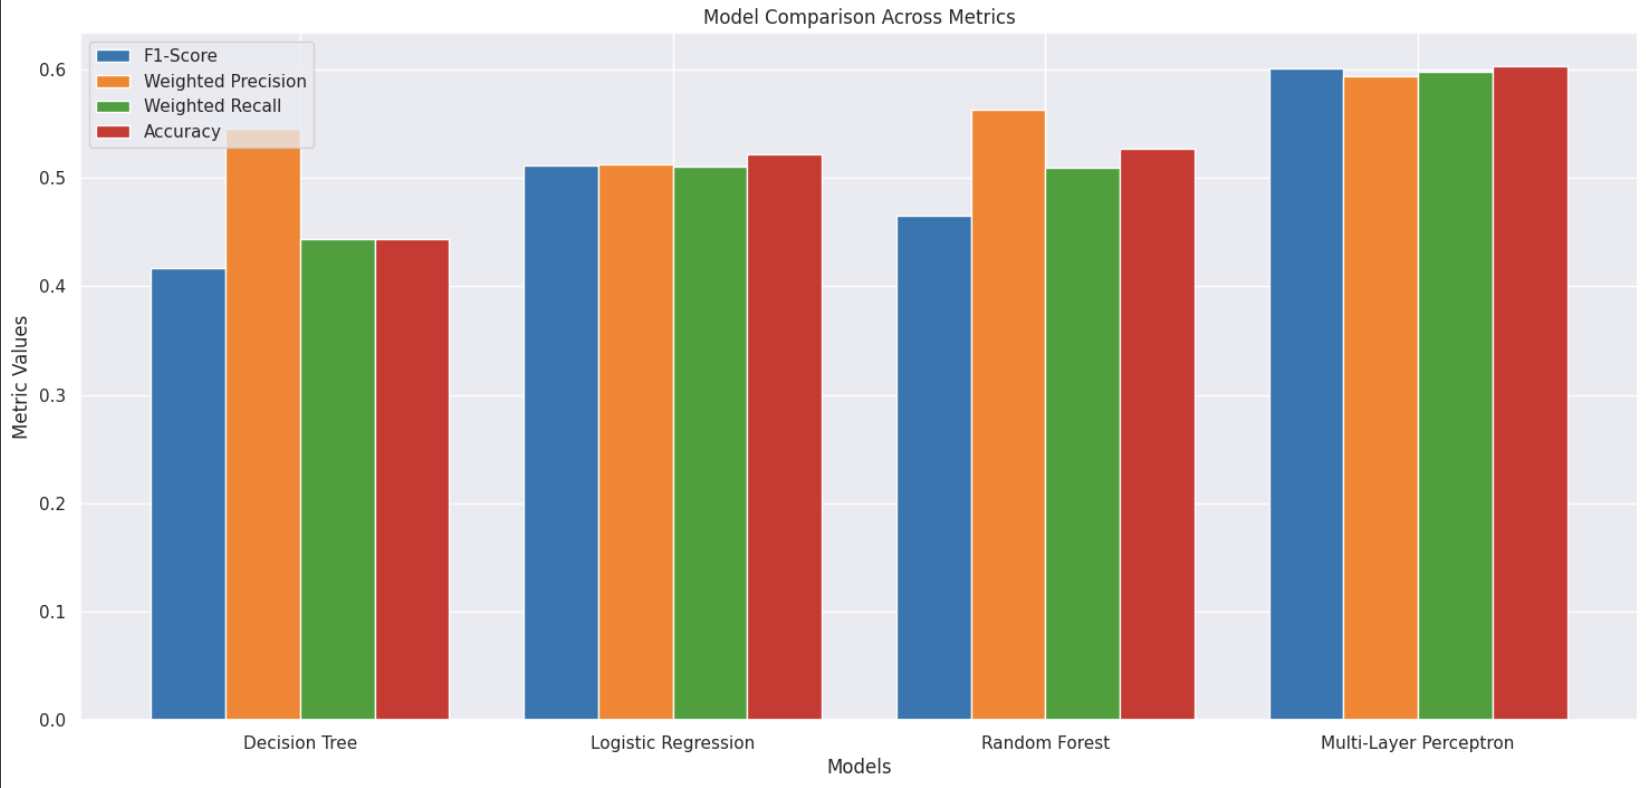 Model Comparison Across Metrics
F1-Score
Weighted Precision
Weighted Recall
Accuracy
Metric Values
0.6
0.5
0.4
0.3
0.2
0.1
0.0
Decision Tree
Logistic Regression
Random Forest
Multi-Layer Perceptron
Models